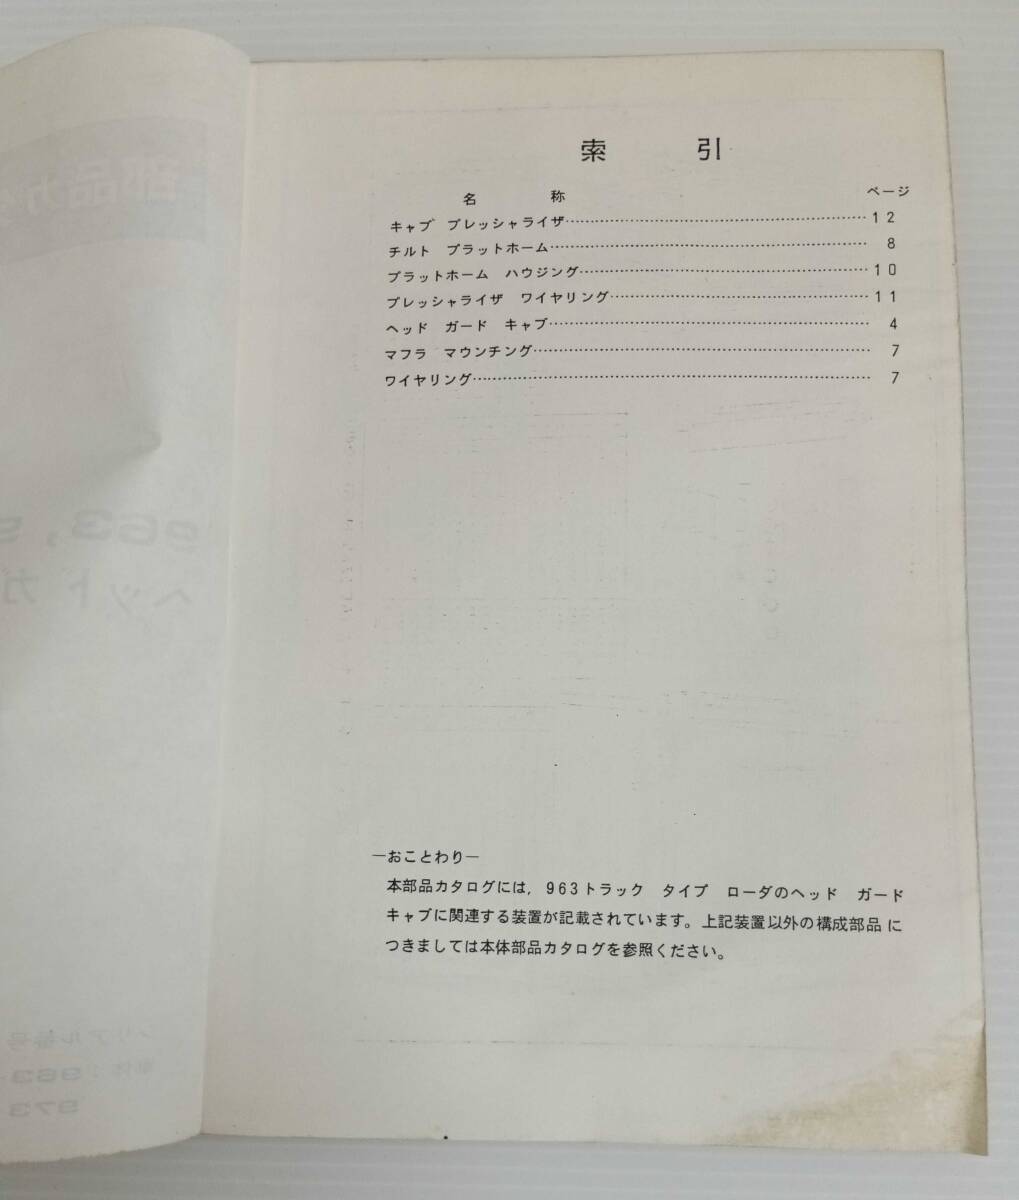 索 引
名 称 ページ
キャブ プレッシャライザ…………………………………………12
チルト プラットホーム…………………………………………8
プラットホーム ハウジング…………………………………………10
プレッシャライザ ワイヤリング…………………………………………11
ヘッド ガード キャブ…………………………………………4
マフラ マウンチング…………………………………………7
ワイヤリング…………………………………………7
―おことわり―
本部品カタログには,963トラック タイプ ローダのヘッド ガード
キャブに関連する装置が記載されています。上記装置以外の構成部品に
つきましては本体部品カタログを参照ください。